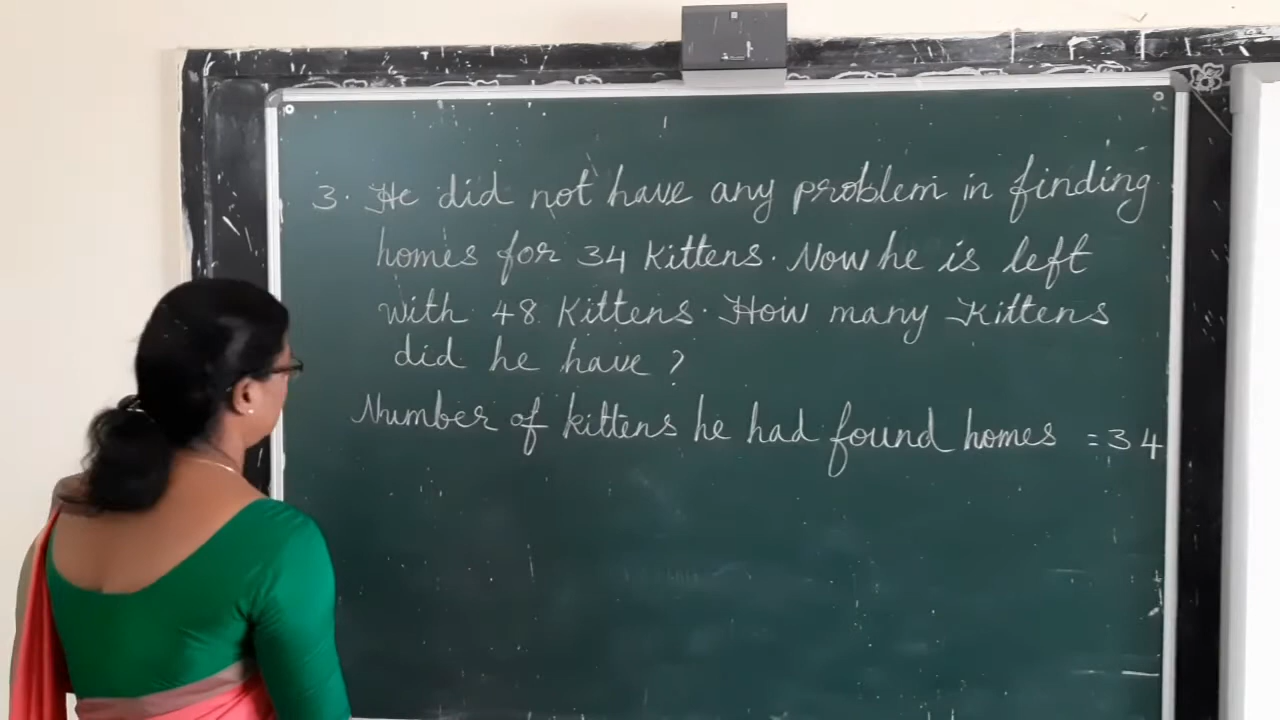 3. He did not have any problem in finding
homes for 34 Kittens. Now he is left
with 48 Kittens. How many Kittens
did he have?
Number of kittens he had found homes = 34